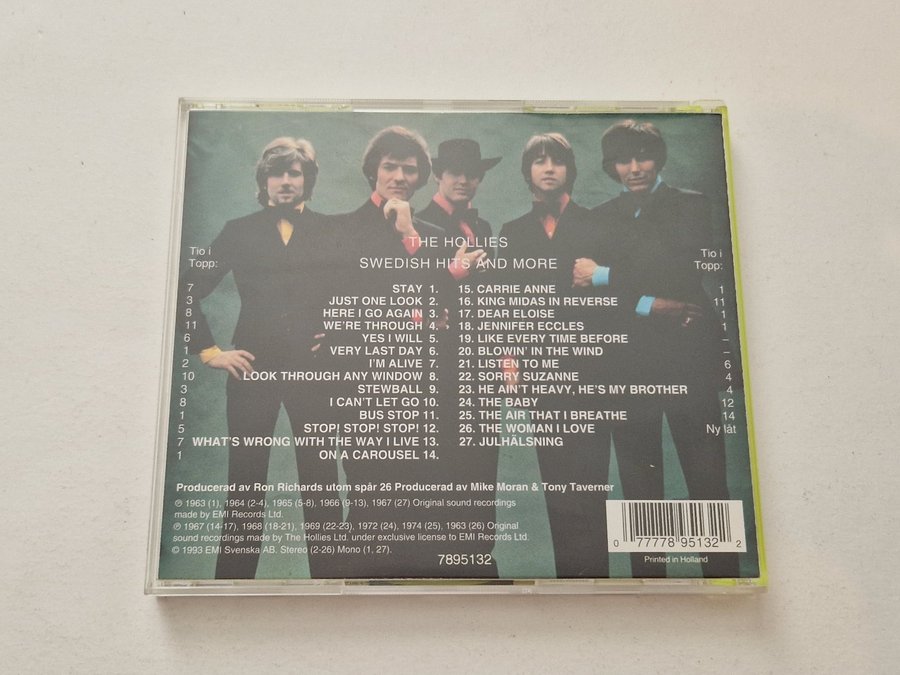 THE HOLLIES
SWEDISH HITS AND MORE
Tio i
Topp:
7 STAY 1.
3 JUST ONE LOOK 2.
8 HERE I GO AGAIN 3.
11 WE'RE THROUGH 4.
6 YES I WILL 5.
1 VERY LAST DAY 6.
2 I'M ALIVE 7.
10 LOOK THROUGH ANY WINDOW 8.
3 STEWBALL 9.
8 I CAN'T LET GO 10.
1 BUS STOP 11.
5 STOP! STOP! STOP! 12.
7 WHAT'S WRONG WITH THE WAY I LIVE 13.
1 ON A CAROUSEL 14.
Tio i
Topp:
15. CARRIE ANNE 1
16. KING MIDAS IN REVERSE 11
17. DEAR ELOISE 1
18. JENNIFER ECCLES 1
19. LIKE EVERY TIME BEFORE –
20. BLOWIN' IN THE WIND –
21. LISTEN TO ME 6
22. SORRY SUZANNE 4
23. HE AIN'T HEAVY, HE'S MY BROTHER 4
24. THE BABY 12
25. THE AIR THAT I BREATHE 14
26. THE WOMAN I LOVE Ny låt
27. JULHÄLSNING
Producerad av Ron Richards utom spår 26 Producerad av Mike Moran & Tony Taverner
℗ 1963 (1), 1964 (2-4), 1965 (5-8), 1966 (9-13), 1967 (27) Original sound recordings
made by EMI Records Ltd.
℗ 1967 (14-17), 1968 (18-21), 1969 (22-23), 1972 (24), 1974 (25), 1963 (26) Original
sound recordings made by The Hollies Ltd. under exclusive license to EMI Records Ltd.
© 1993 EMI Svenska AB. Stereo (2-26) Mono (1, 27).
7895132
0 77778 95132 2
Printed in Holland